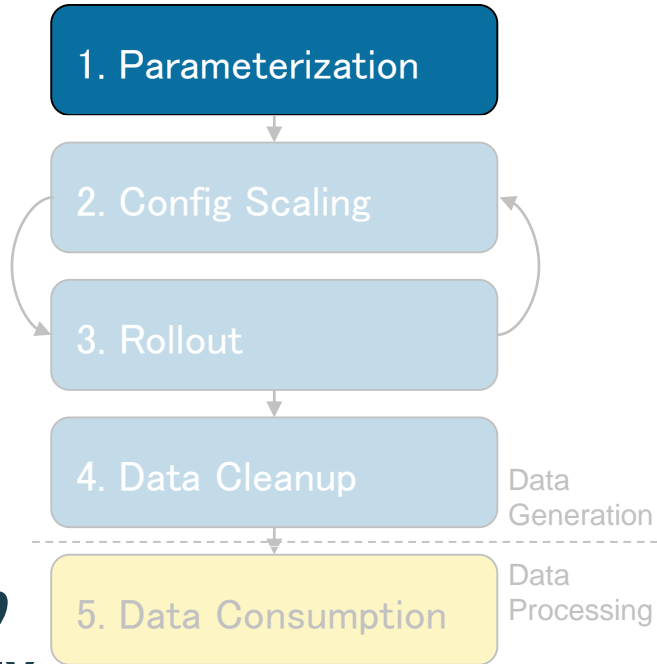 1. Parameterization
2. Config Scaling
3. Rollout
4. Data Cleanup
Data
Generation
Data
Processing
5. Data Consumption